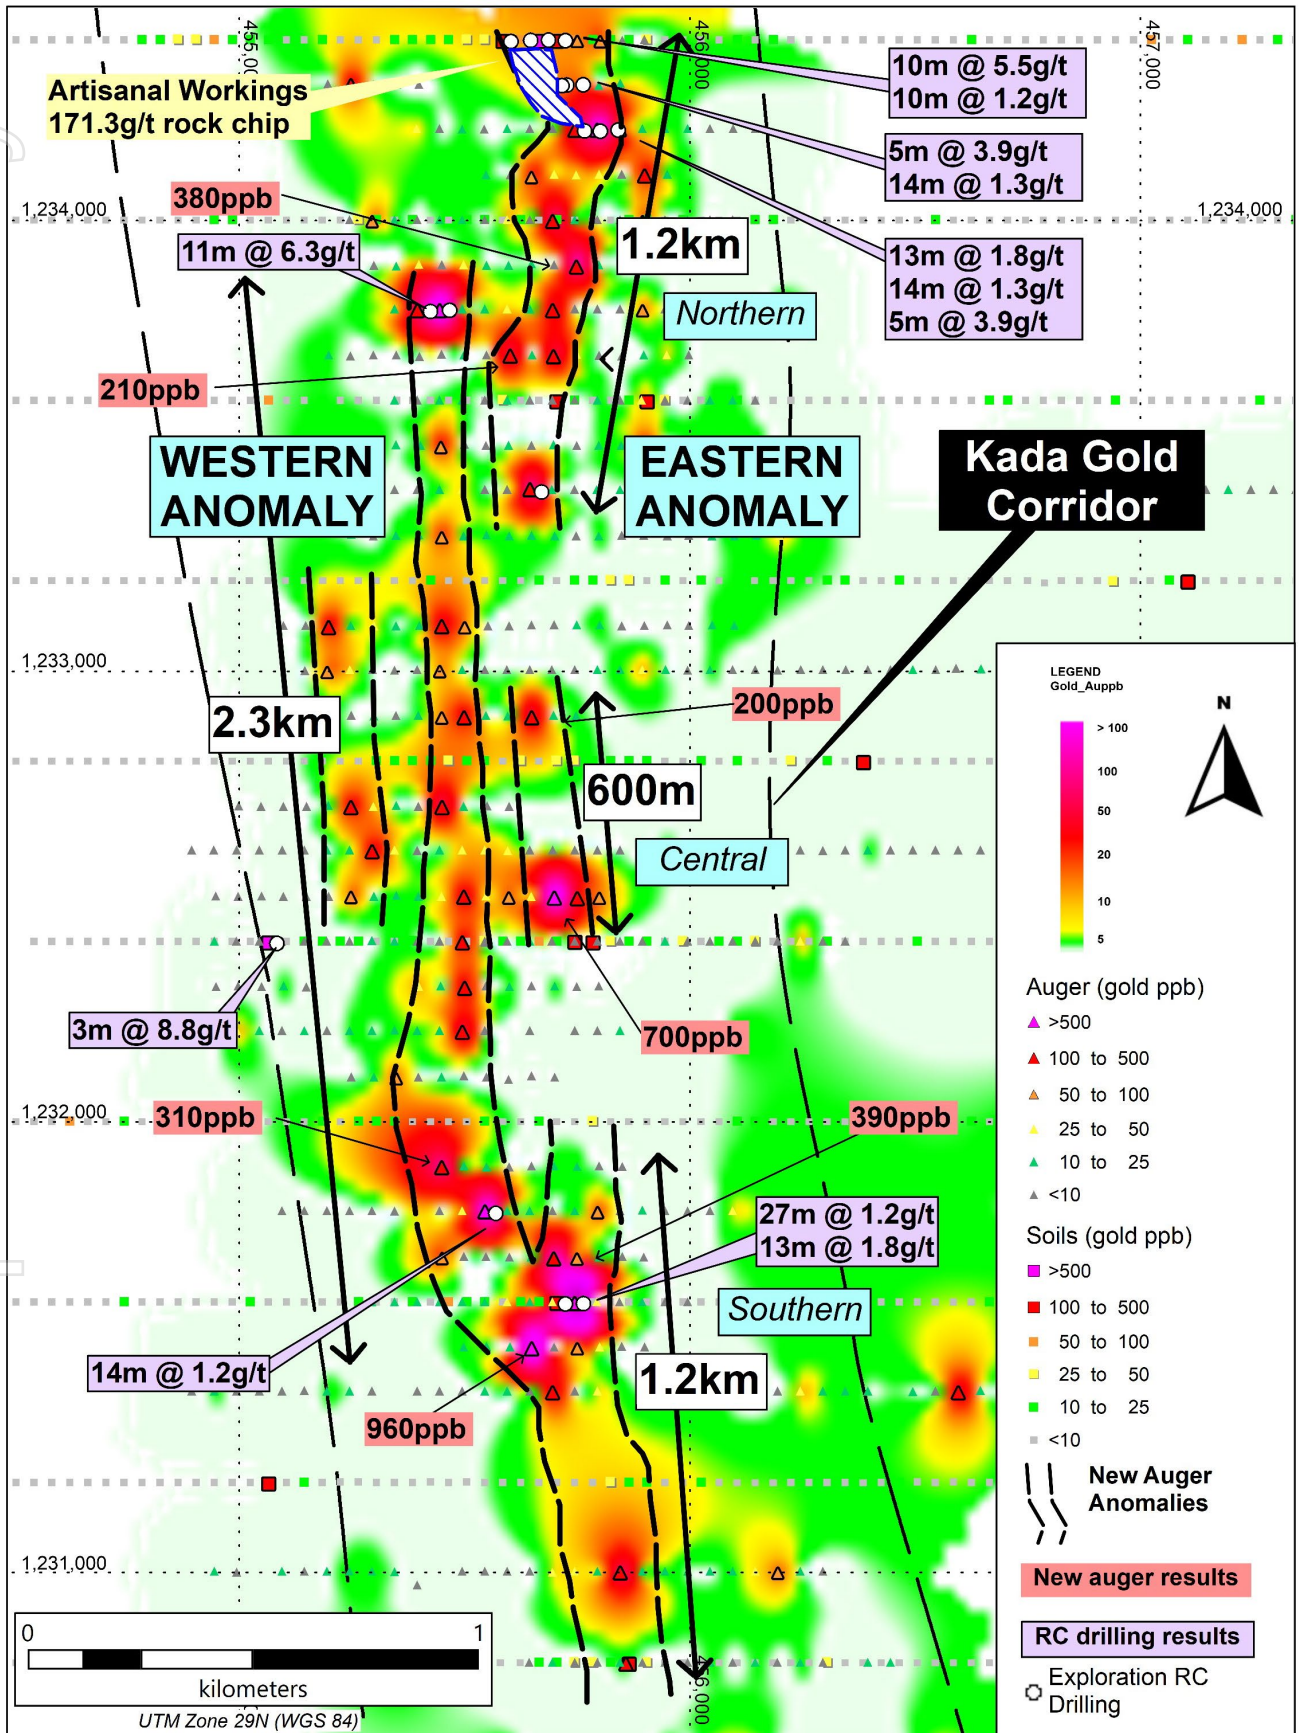 455,000
456,000
457,000
Artisanal Workings
171.3g/t rock chip
10m @ 5.5g/t
10m @ 1.2g/t
5m @ 3.9g/t
14m @ 1.3g/t
380ppb
1,234,000
1,234,000
11m @ 6.3g/t
1.2km
13m @ 1.8g/t
14m @ 1.3g/t
5m @ 3.9g/t
Northern
210ppb
WESTERN
ANOMALY
EASTERN
ANOMALY
Kada Gold
Corridor
1,233,000
2.3km
200ppb
600m
Central
3m @ 8.8g/t
700ppb
1,232,000
310ppb
390ppb
27m @ 1.2g/t
13m @ 1.8g/t
Southern
14m @ 1.2g/t
1.2km
960ppb
1,231,000
456,000
0 1
kilometers
UTM Zone 29N (WGS 84)
LEGEND
Gold_Auppb
N
> 100
100
50
20
10
5
Auger (gold ppb)
>500
100 to 500
50 to 100
25 to 50
10 to 25
<10
Soils (gold ppb)
>500
100 to 500
50 to 100
25 to 50
10 to 25
<10
New Auger
Anomalies
New auger results
RC drilling results
Exploration RC
Drilling